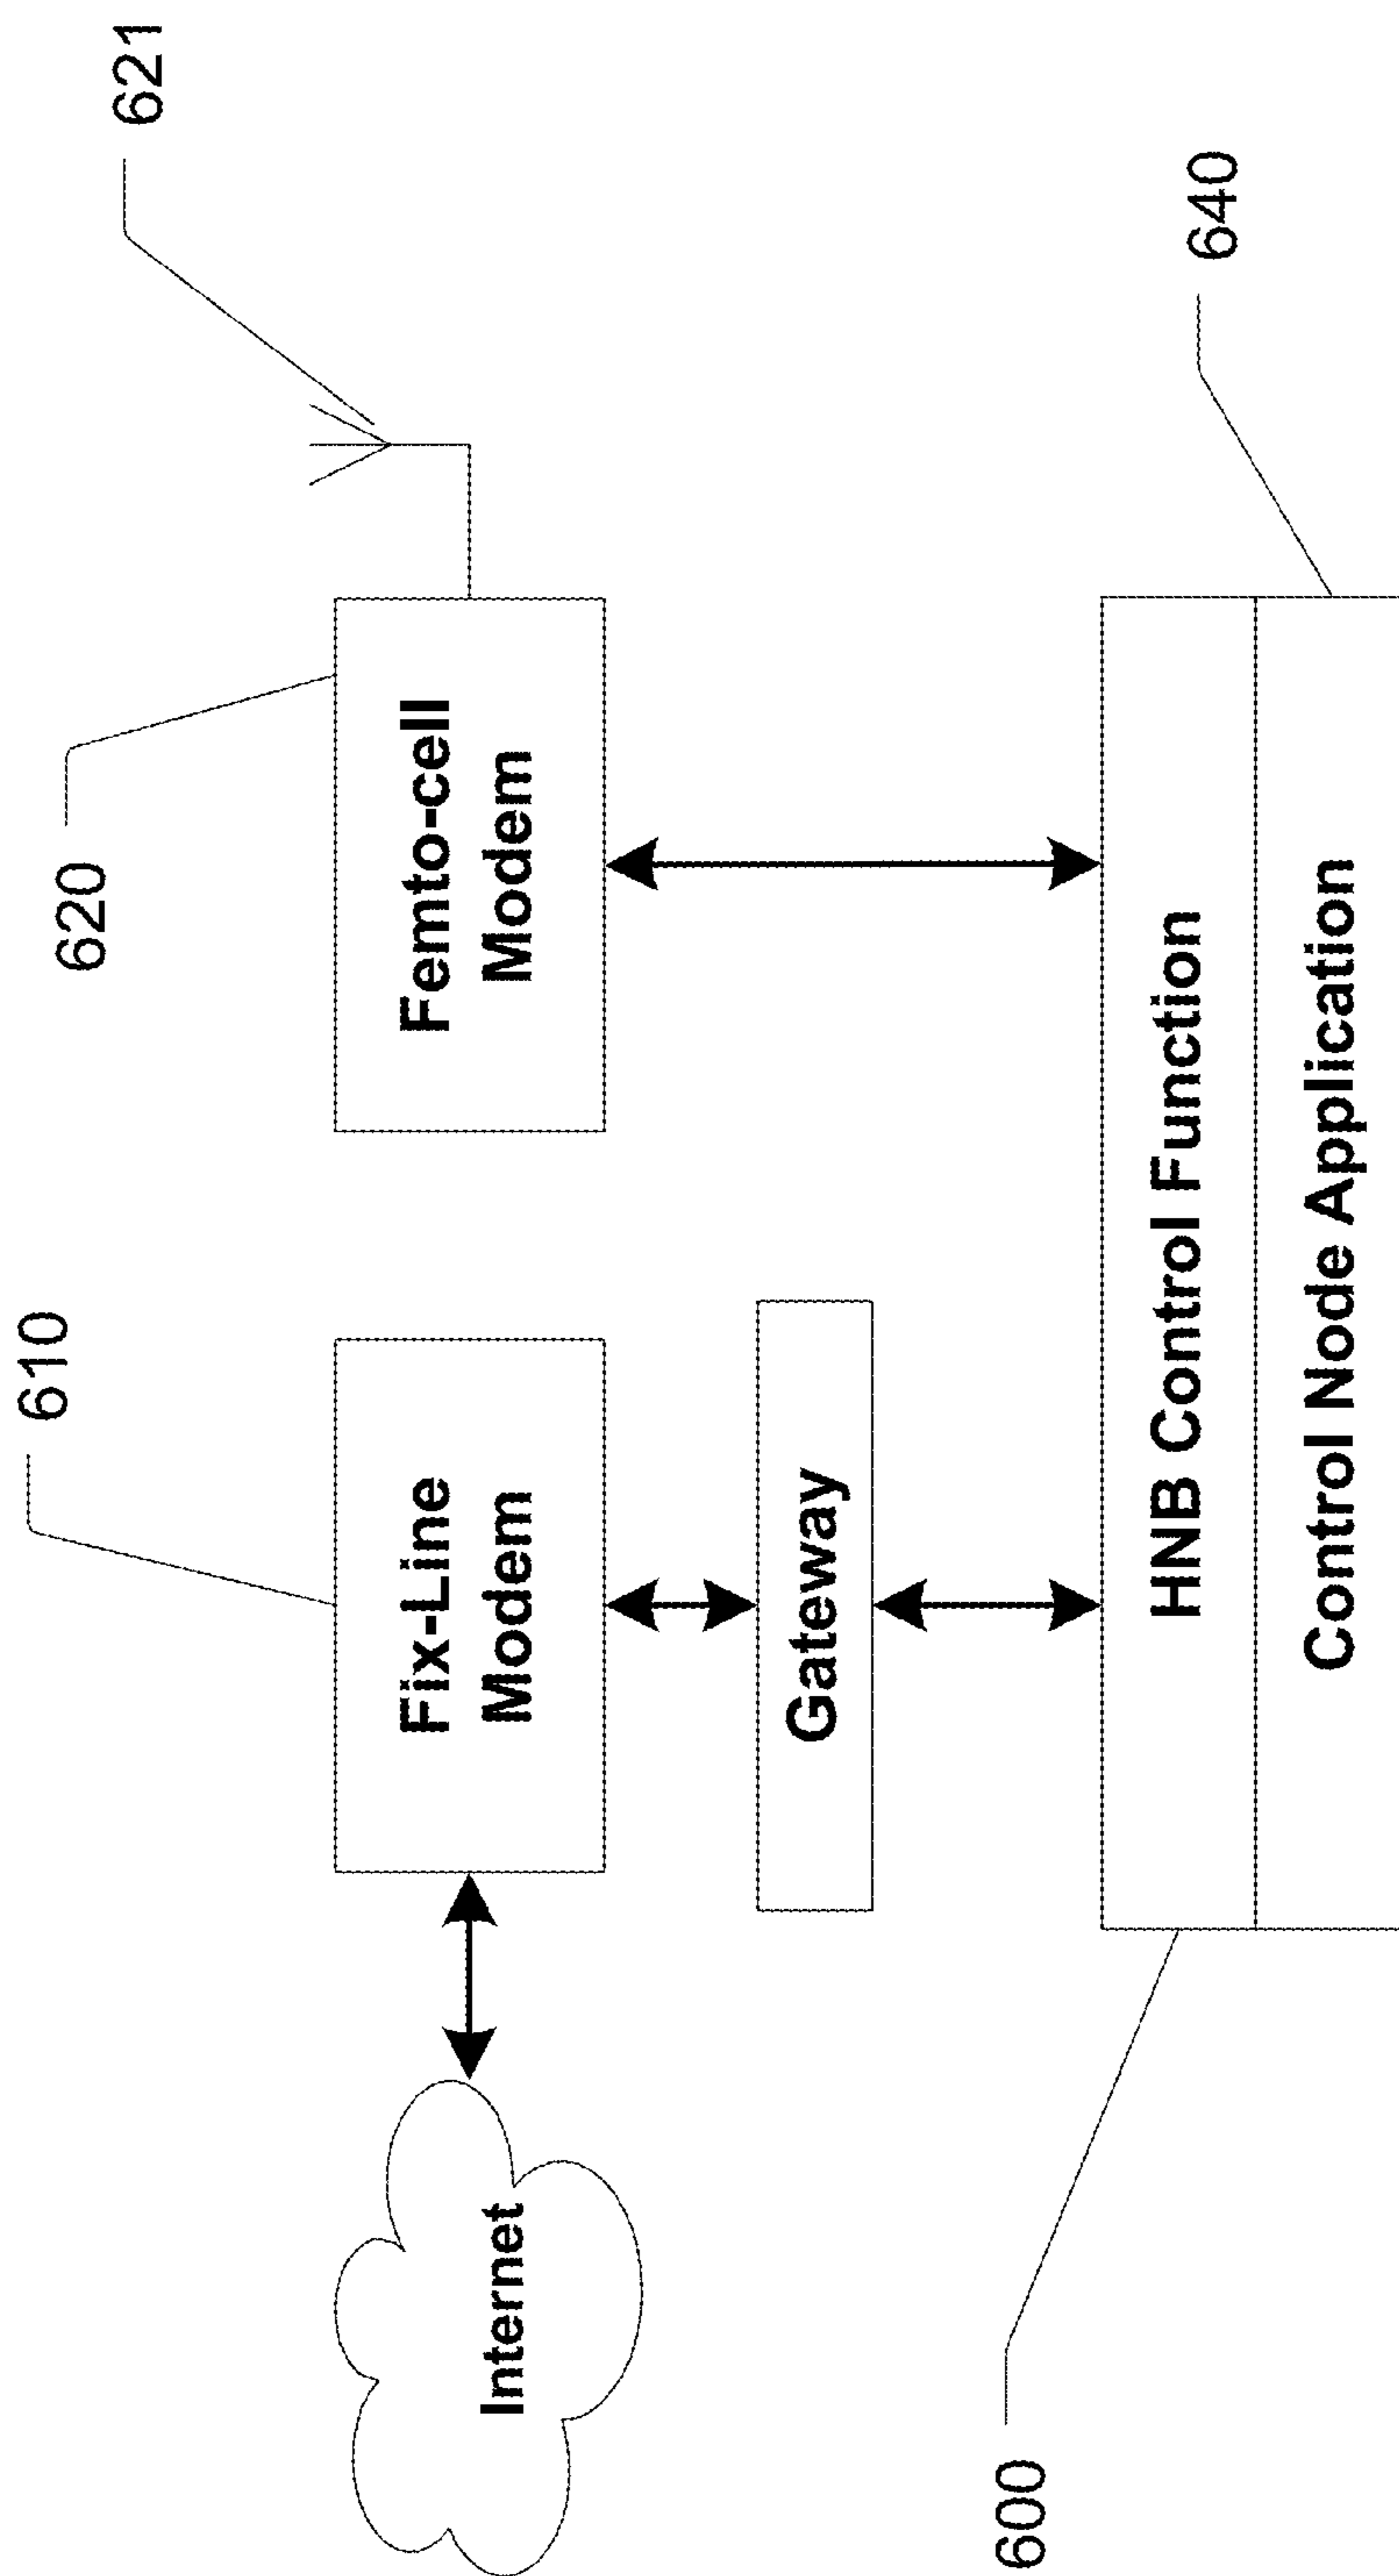 610
620
621
Fix-Line
Modem
Femto-cell
Modem
Internet
Gateway
HNB Control Function
Control Node Application
600
640